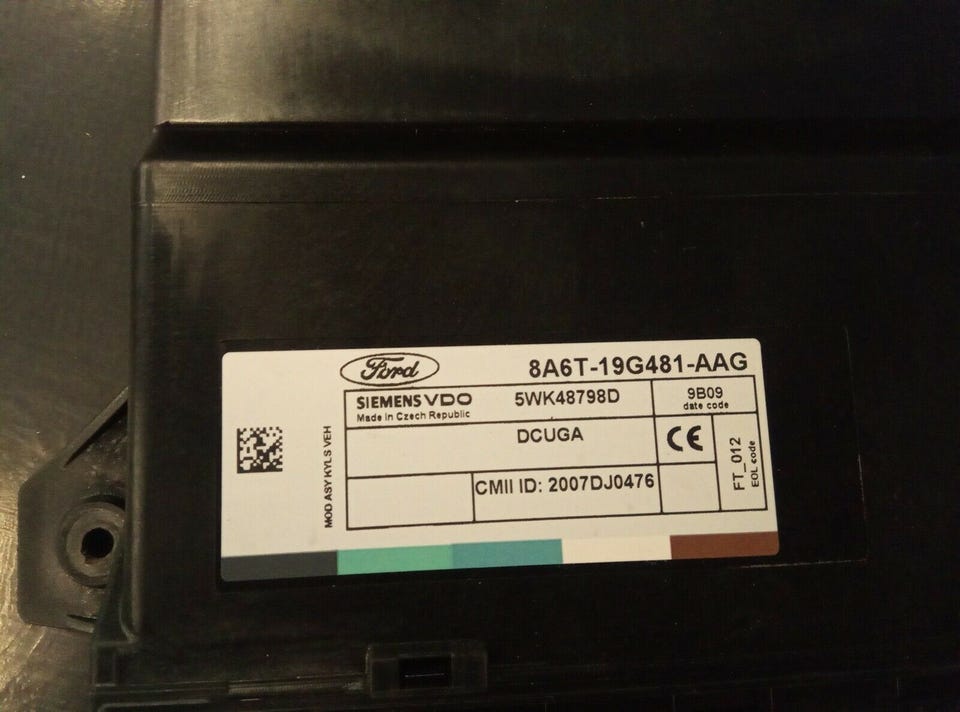 Ford
8A6T-19G481-AAG
SIEMENS VDO 5WK48798D
Made in Czech Republic
9B09
date code
DCUGA
CMII ID: 2007DJ0476
CE
FT_012
EOL code
MOD ASY KYLS VEH